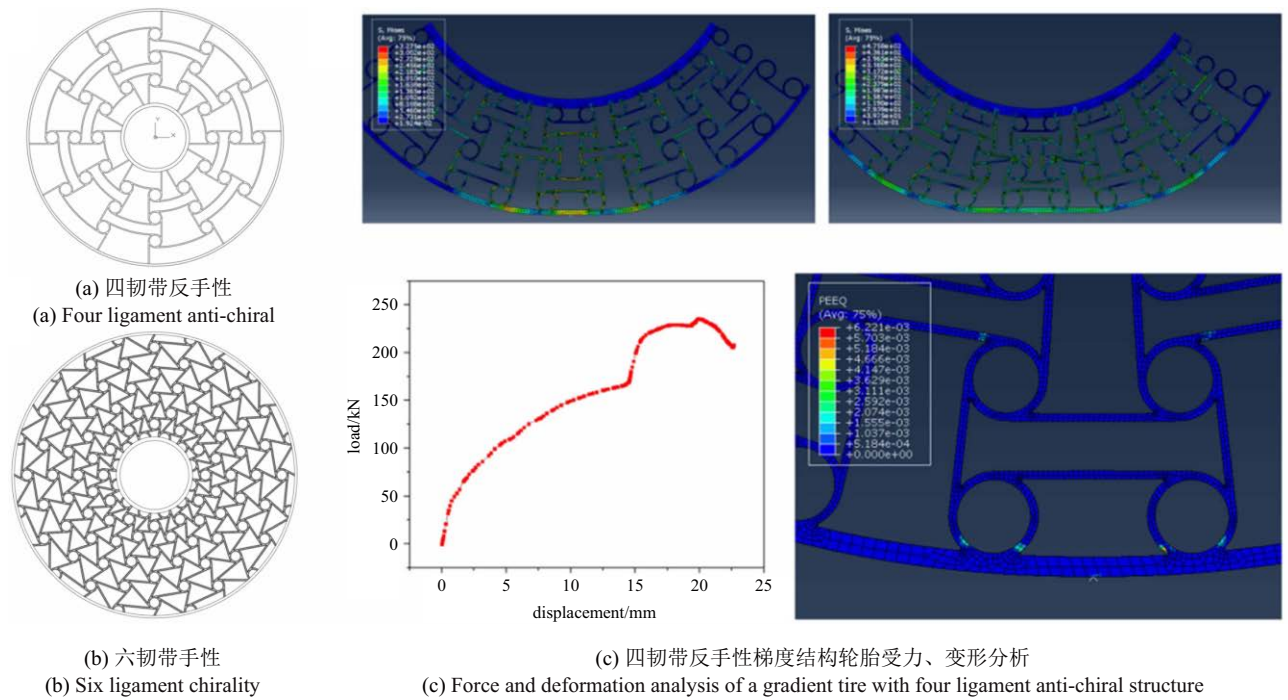 (a) 四韧带反手性
(a) Four ligament anti-chiral
(b) 六韧带手性
(b) Six ligament chirality
S, Mises
(Avg: 75%)
S, Mises
(Avg: 75%)
load/kN
250
200
150
100
50
0
0 5 10 15 20 25
displacement/mm
PEEQ
(Avg: 75%)
+6.221e-03
+5.703e-03
+5.184e-03
+4.666e-03
+4.147e-03
+3.629e-03
+3.111e-03
+2.592e-03
+2.074e-03
+1.555e-03
+1.037e-03
+5.184e-04
+0.000e+00
(c) 四韧带反手性梯度结构轮胎受力、变形分析
(c) Force and deformation analysis of a gradient tire with four ligament anti-chiral structure